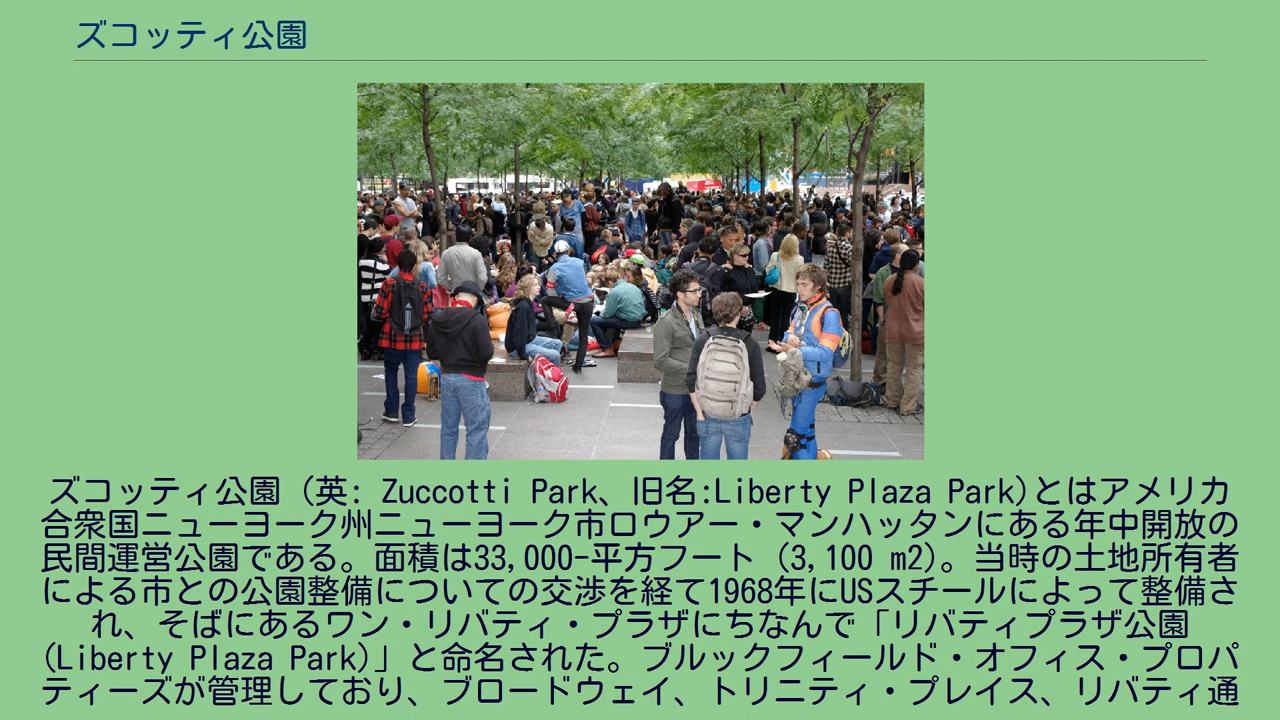 ズコッティ公園
ズコッティ公園 (英: Zuccotti Park、旧名:Liberty Plaza Park)とはアメリカ
合衆国ニューヨーク州ニューヨーク市ロウアー・マンハッタンにある年中開放の
民間運営公園である。面積は33,000-平方フート (3,100 m2)。当時の土地所有者
による市との公園整備についての交渉を経て1968年にUSスチールによって整備さ
れ、そばにあるワン・リバティ・プラザにちなんで「リバティプラザ公園
(Liberty Plaza Park)」と命名された。ブルックフィールド・オフィス・プロパ
ティーズが管理しており、ブロードウェイ、トリニティ・プレイス、リバティ通